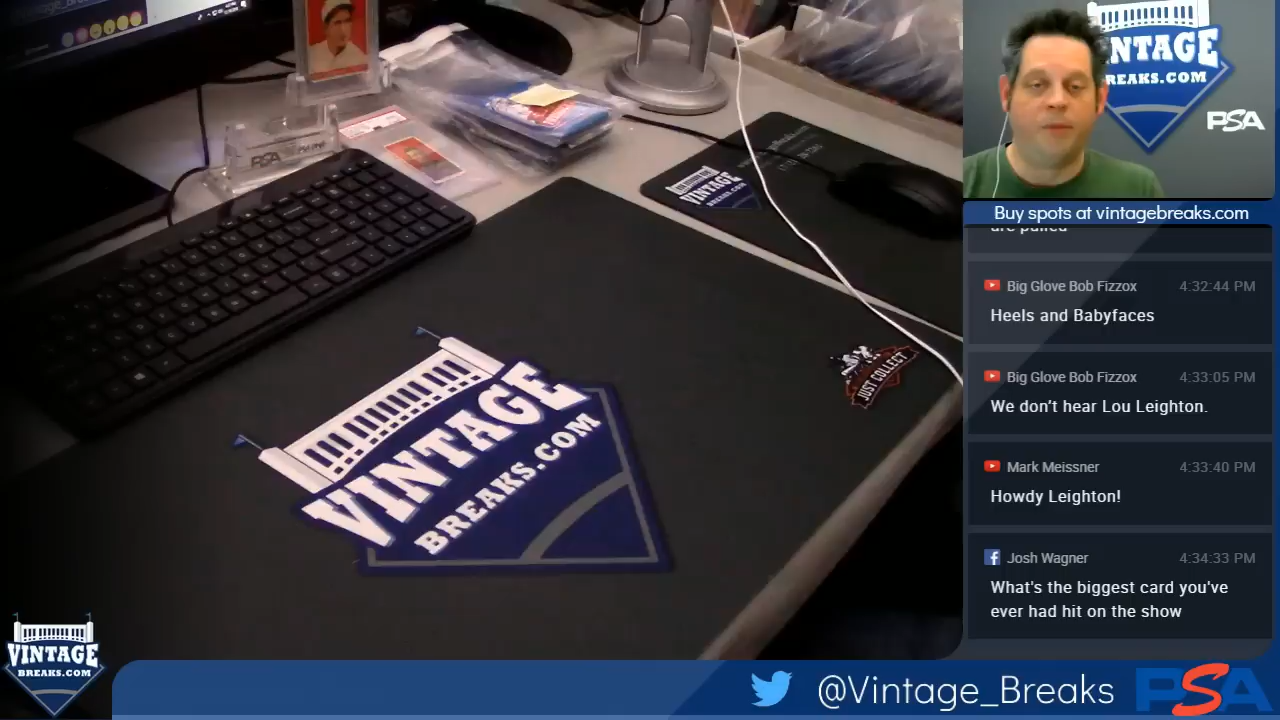 VINTAGE
BREAKS.COM
PSA
Buy spots at vintagebreaks.com
are pulled
Big Glove Bob Fizzox 4:32:44 PM
Heels and Babyfaces
Big Glove Bob Fizzox 4:33:05 PM
We don't hear Lou Leighton.
Mark Meissner 4:33:40 PM
Howdy Leighton!
Josh Wagner 4:34:33 PM
What's the biggest card you've
ever had hit on the show
PSA
VINTAGE
BREAKS.COM
JUST COLLECT
VINTAGE
BREAKS.COM
VINTAGE
BREAKS.COM
@Vintage_Breaks
PSA